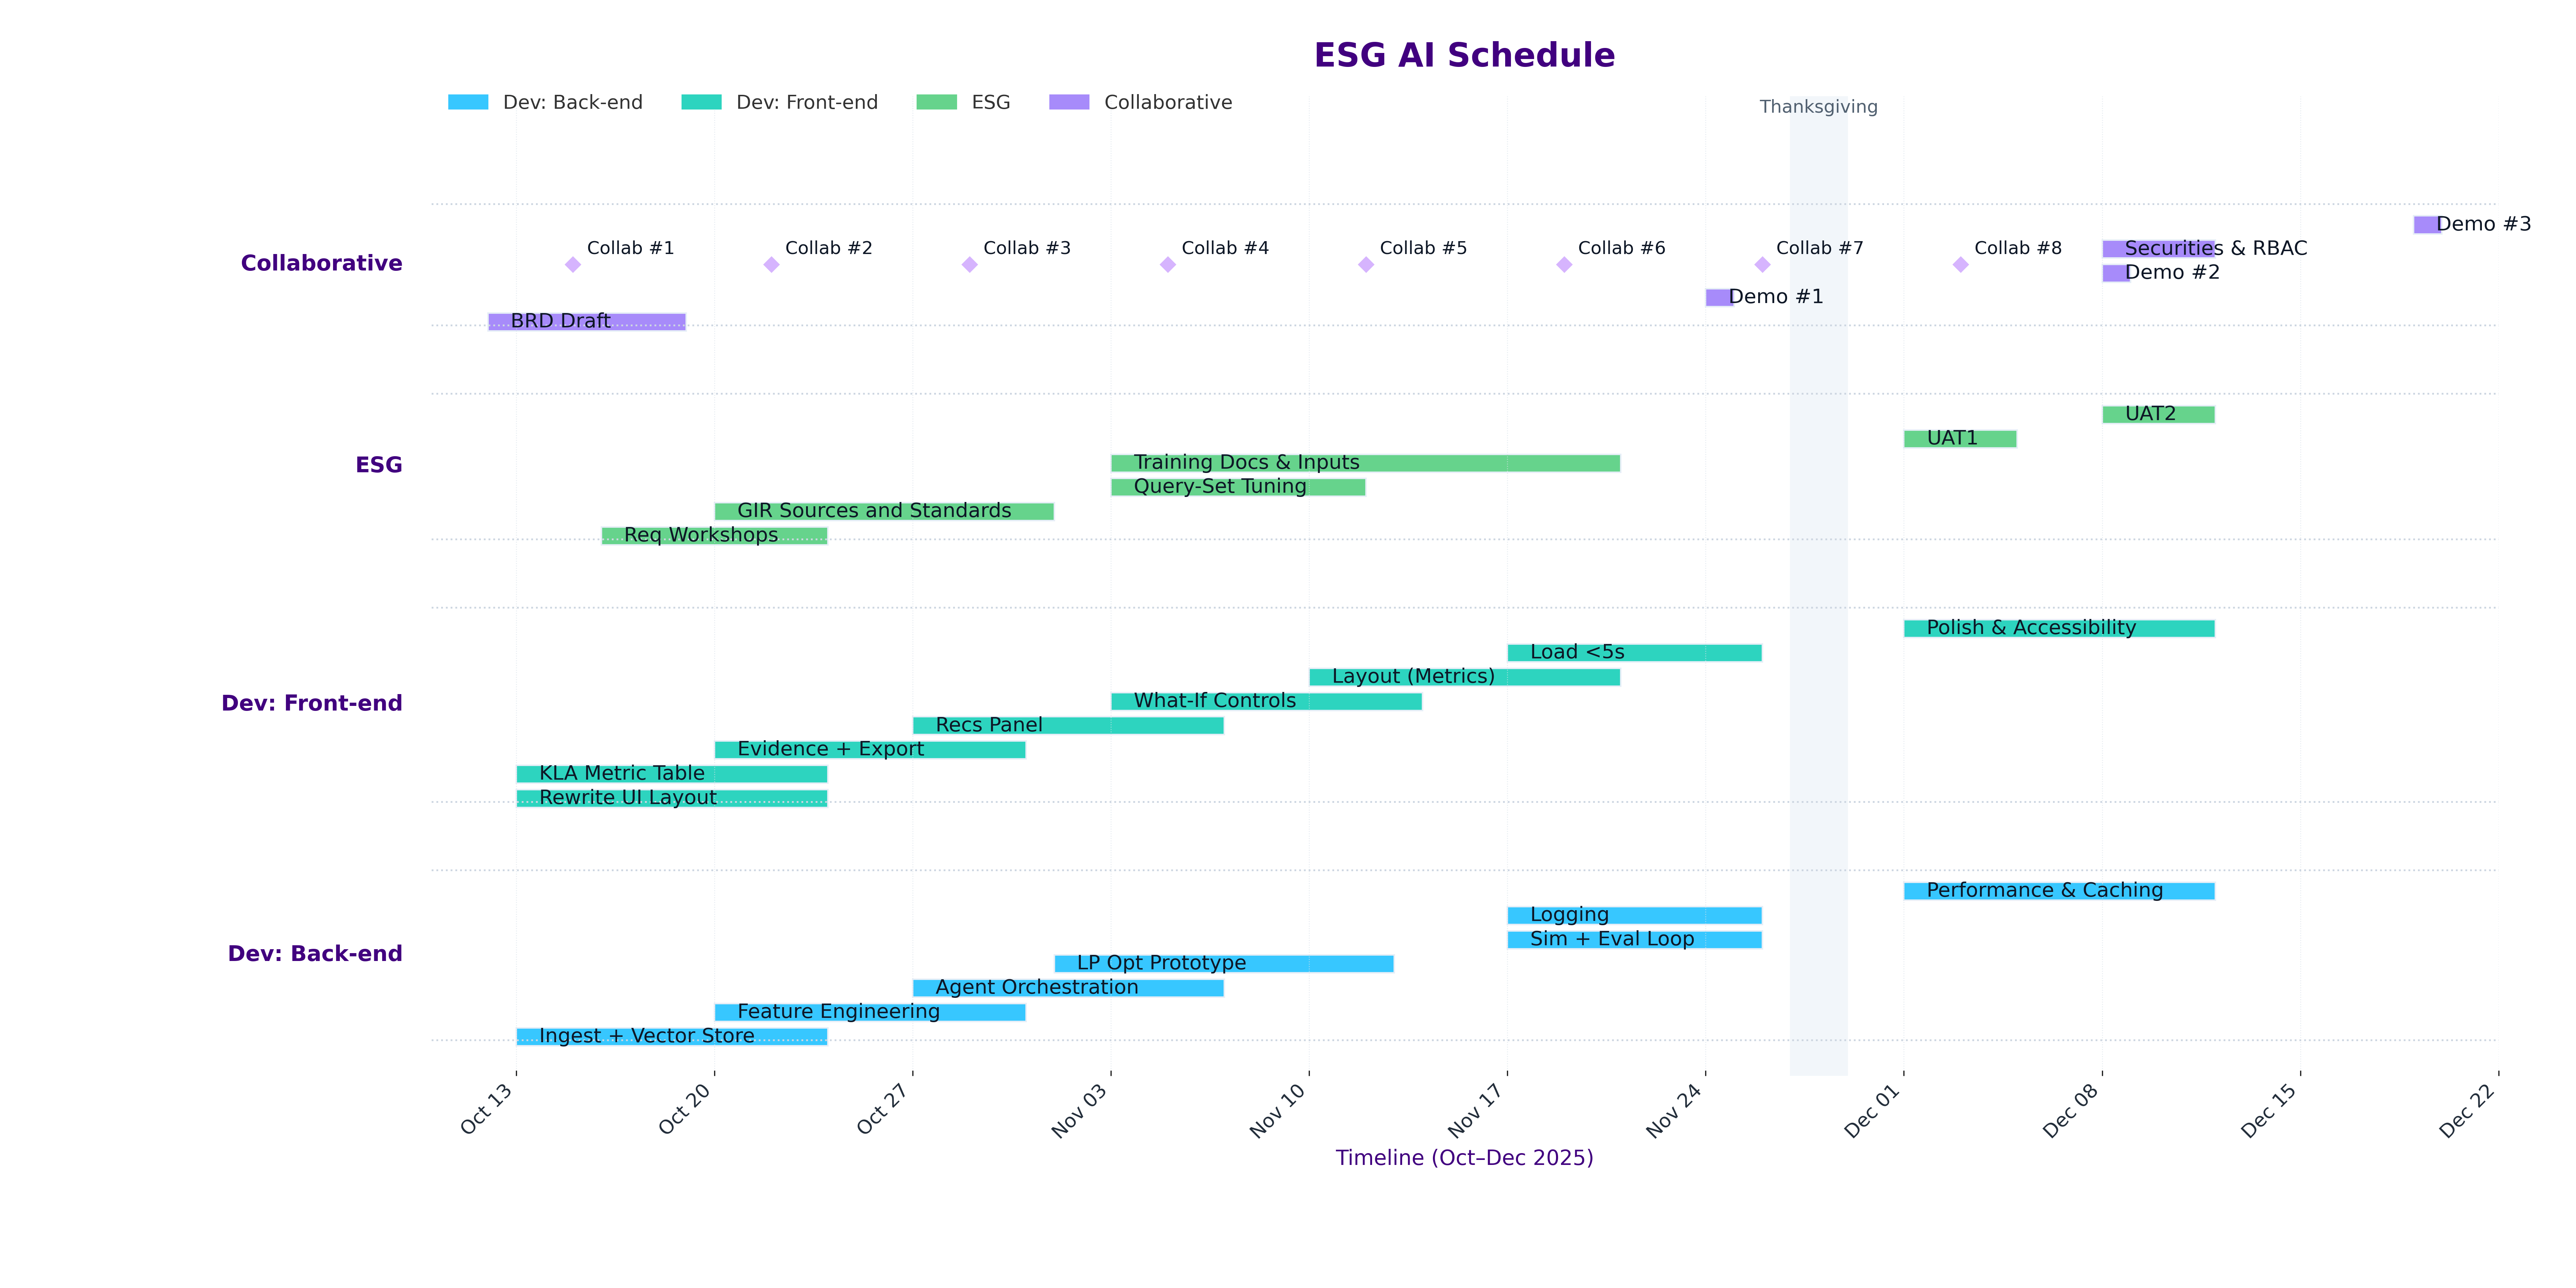 ESG AI Schedule
Dev: Back-end
Dev: Front-end
ESG
Collaborative
Thanksgiving
Collaborative
Demo #3
Collab #1
Collab #2
Collab #3
Collab #4
Collab #5
Collab #6
Collab #7
Collab #8
Securities & RBAC
Demo #2
Demo #1
BRD Draft
ESG
UAT2
UAT1
Training Docs & Inputs
Query-Set Tuning
GIR Sources and Standards
Req Workshops
Dev: Front-end
Polish & Accessibility
Load <5s
Layout (Metrics)
What-If Controls
Recs Panel
Evidence + Export
KLA Metric Table
Rewrite UI Layout
Dev: Back-end
Performance & Caching
Logging
Sim + Eval Loop
LP Opt Prototype
Agent Orchestration
Feature Engineering
Ingest + Vector Store
Oct 13
Oct 20
Oct 27
Nov 03
Nov 10
Nov 17
Nov 24
Dec 01
Dec 08
Dec 15
Dec 22
Timeline (Oct–Dec 2025)